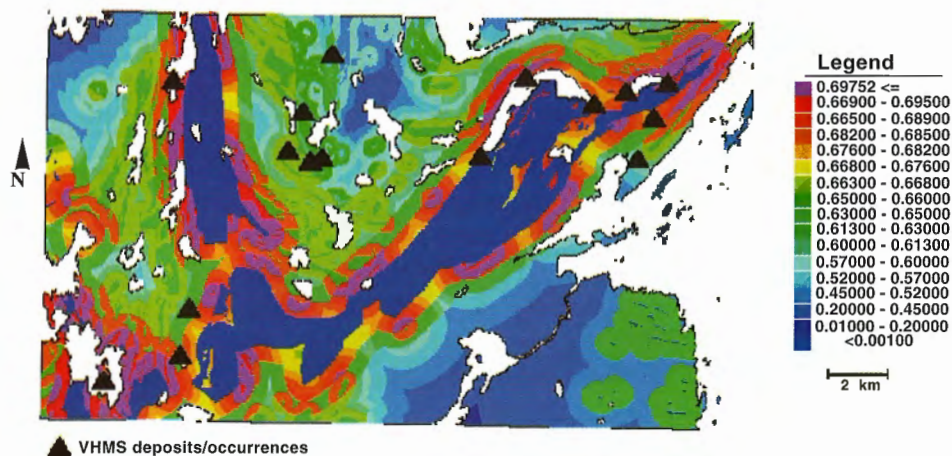 N
Legend
0.69752 <=
0.66900 - 0.69500
0.66500 - 0.68900
0.68200 - 0.68500
0.67600 - 0.68200
0.66800 - 0.67600
0.66300 - 0.66800
0.65000 - 0.66000
0.63000 - 0.65000
0.61300 - 0.63000
0.60000 - 0.61300
0.57000 - 0.60000
0.52000 - 0.57000
0.45000 - 0.52000
0.20000 - 0.45000
0.01000 - 0.20000
<0.00100
2 km
VHMS deposits/occurrences